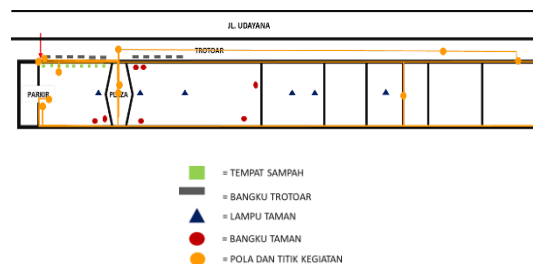 JL. UDAYANA
TROTOAR
PARKIR
PLAZA
= TEMPAT SAMPAH
= BANGKU TROTOAR
= LAMPU TAMAN
= BANGKU TAMAN
= POLA DAN TITIK KEGIATAN